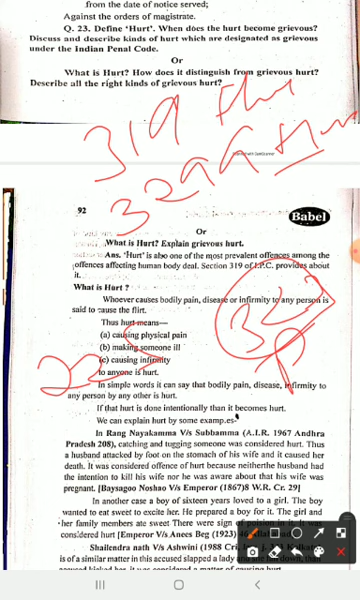 from the date of notice served;
Against the orders of magistrate.
Q. 23. Define 'Hurt'. When does the hurt become grievous?
Discuss and describe kinds of hurt which are designated as grievous
under the Indian Penal Code.
Or
What is Hurt? How does it distinguish from grievous hurt?
Describe all the right kinds of grievous hurt?
319
329
92
Babel
Or
What is Hurt? Explain grievous hurt.
Ans. 'Hurt' is also one of the most prevalent offences among the
offences affecting human body deal. Section 319 of I.P.C. provides about
it.
What is Hurt ?
Whoever causes bodily pain, disease or infirmity to any person is
said to cause the flirt.
Thus hurt means—
(a) causing physical pain
(b) making someone ill
(c) causing infirmity
to anyone is hurt.
In simple words it can say that bodily pain, disease, infirmity to
any person by any other is hurt.
If that hurt is done intentionally than it becomes hurt.
We can explain hurt by some examp.es-
In Rang Nayakamma V/s Subbamma (A.I.R. 1967 Andhra
Pradesh 208), catching and tugging someone was considered hurt. Thus
a husband attacked by foot on the stomach of his wife and it caused her
death. It was considered offence of hurt because neitherthe husband had
the intention to kill his wife nor he was aware about that his wife was
pregnant. [Baysagoo Noshao V/s Emperor (1867)8 W.R. Cr. 29]
In another case a boy of sixteen years loved to a girl. The boy
wanted to eat sweet to excite her. He prepared a boy for it. The girl and
her family members ate sweet There were sign of poision in it. It was
considered hurt [Emperor V/s Anees Beg (1923) 46
Shailendra nath V/s Ashwini (1988 Cri.
is of a similar matter in this accused slapped a lady and